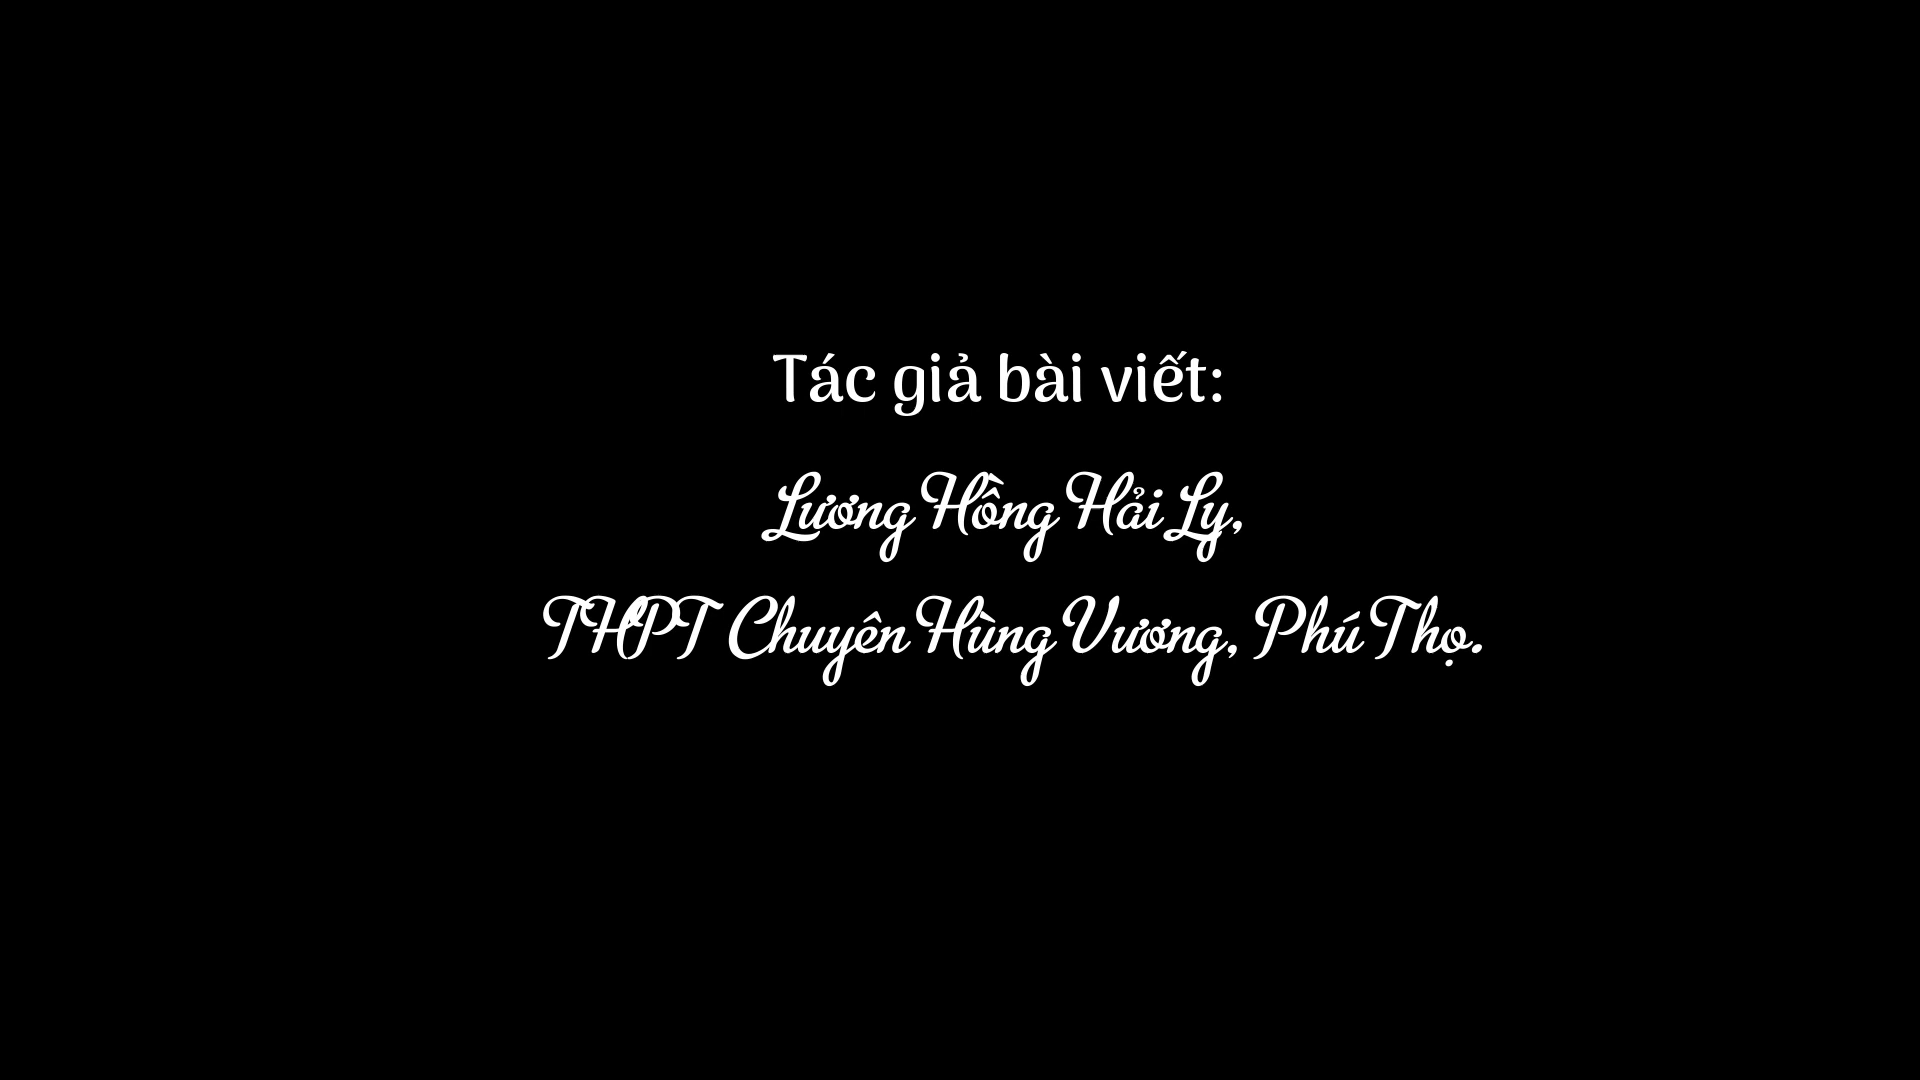 Tác giả bài viết:
Lương Hồng Hải Ly,
THPT Chuyên Hùng Vương, Phú Thọ.